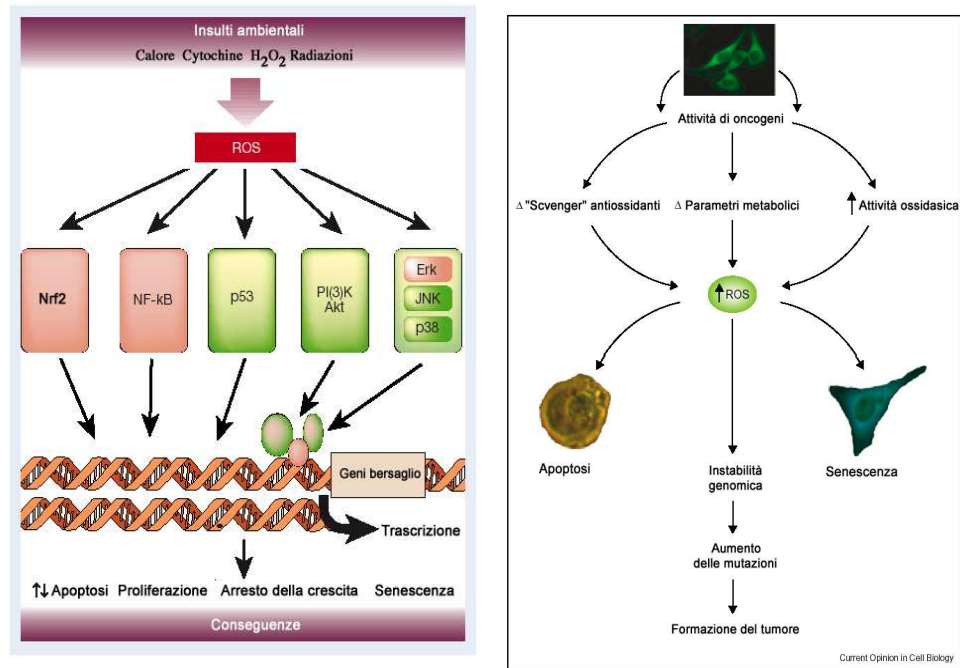 Insulti ambientali
Calore Cytochine H2O2 Radiazioni
ROS
Nrf2
NF-kB
p53
PI(3)K
Akt
Erk
JNK
p38
Geni bersaglio
Trascrizione
↑↓ Apoptosi Proliferazione Arresto della crescita Senescenza
Conseguenze
Attività di oncogeni
Δ "Scvenger" antiossidanti
Δ Parametri metabolici
↑ Attività ossidasica
↑ ROS
Apoptosi
Instabilità
genomica
Senescenza
Aumento
delle mutazioni
Formazione del tumore
Current Opinion in Cell Biology